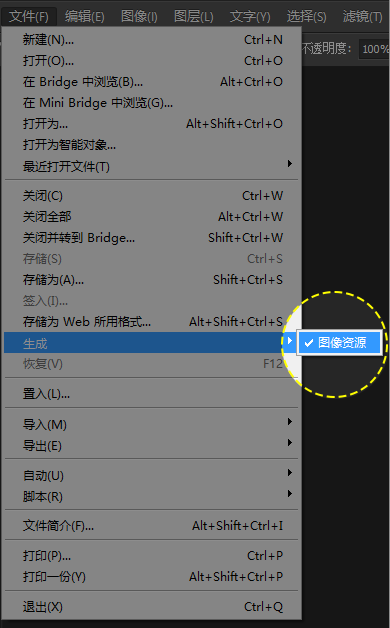 文件(F) 编辑(E) 图像(I) 图层(L) 文字(Y) 选择(S) 滤镜(T)
不透明度: 100%
新建(N)... Ctrl+N
打开(O)... Ctrl+O
在 Bridge 中浏览(B)... Alt+Ctrl+O
在 Mini Bridge 中浏览(G)...
打开为... Alt+Shift+Ctrl+O
打开为智能对象...
最近打开文件(T)
关闭(C) Ctrl+W
关闭全部 Alt+Ctrl+W
关闭并转到 Bridge... Shift+Ctrl+W
存储(S) Ctrl+S
存储为(A)... Shift+Ctrl+S
签入(I)...
存储为 Web 所用格式... Alt+Shift+Ctrl+S
生成 图像资源
恢复(V) F12
置入(L)...
导入(M)
导出(E)
自动(U)
脚本(R)
文件简介(F)... Alt+Shift+Ctrl+I
打印(P)... Ctrl+P
打印一份(Y) Alt+Shift+Ctrl+P
退出(X) Ctrl+Q